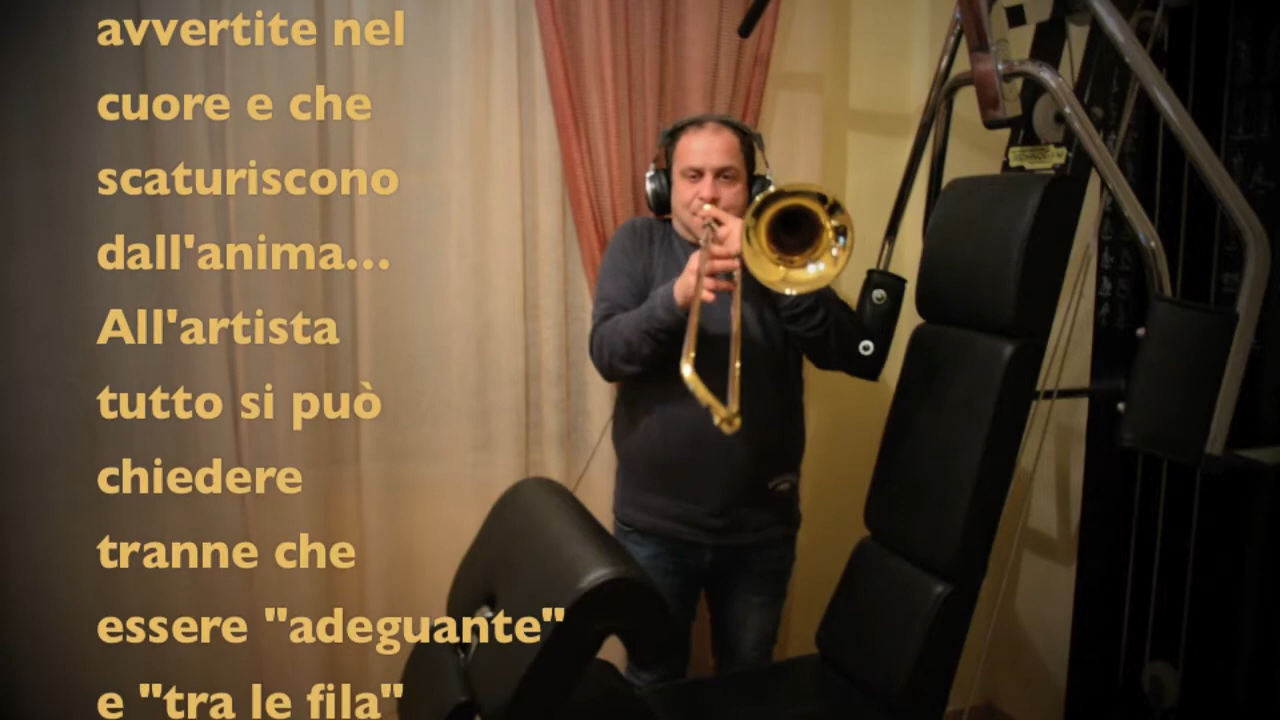 avvertite nel
cuore e che
scaturiscono
dall'anima...
All'artista
tutto si può
chiedere
tranne che
essere "adeguante"
e "tra le fila"